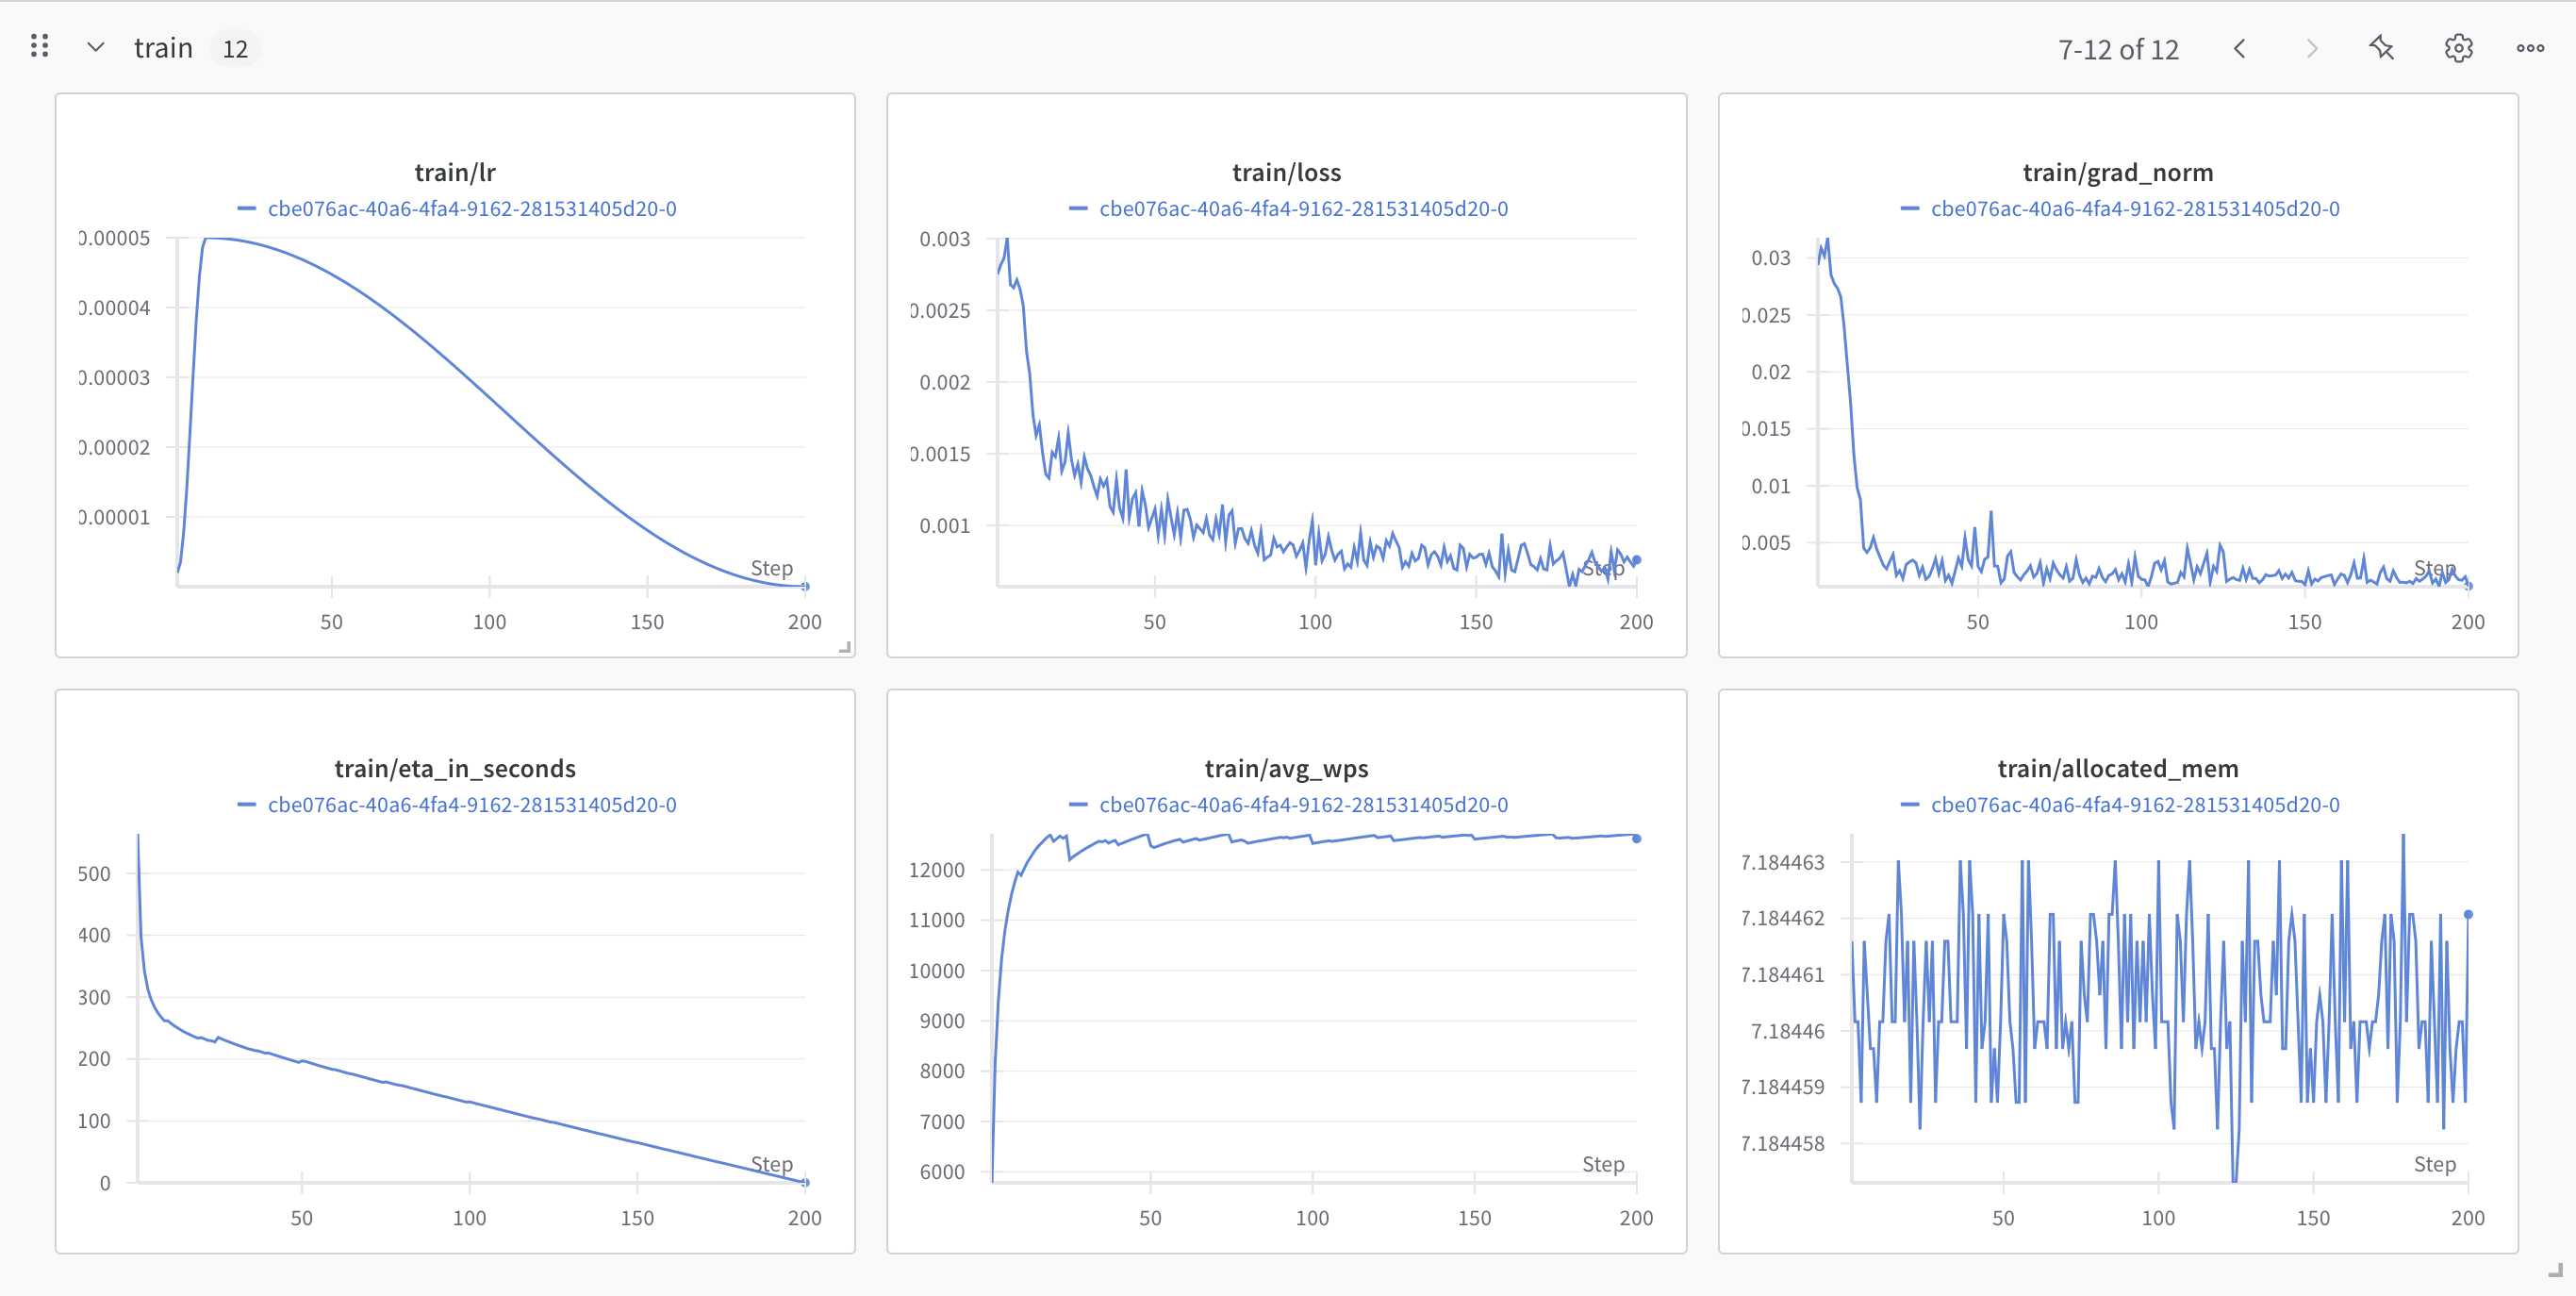 train 12
7-12 of 12
train/lr
cbe076ac-40a6-4fa4-9162-281531405d20-0
0.00005
0.00004
0.00003
0.00002
0.00001
Step
50 100 150 200
train/loss
cbe076ac-40a6-4fa4-9162-281531405d20-0
0.003
0.0025
0.002
0.0015
0.001
Step
50 100 150 200
train/grad_norm
cbe076ac-40a6-4fa4-9162-281531405d20-0
0.03
0.025
0.02
0.015
0.01
0.005
Step
50 100 150 200
train/eta_in_seconds
cbe076ac-40a6-4fa4-9162-281531405d20-0
500
400
300
200
100
0
Step
50 100 150 200
train/avg_wps
cbe076ac-40a6-4fa4-9162-281531405d20-0
12000
11000
10000
9000
8000
7000
6000
Step
50 100 150 200
train/allocated_mem
cbe076ac-40a6-4fa4-9162-281531405d20-0
7.184463
7.184462
7.184461
7.18446
7.184459
7.184458
Step
50 100 150 200